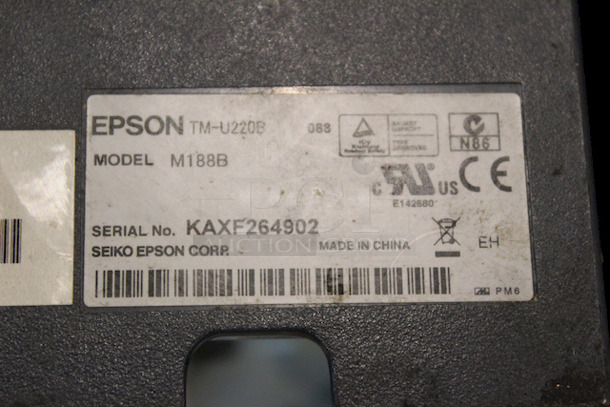 EPSON TM-U220B 088
MODEL M188B
N86
C US CE
E142680
SERIAL No. KAXF264902
SEIKO EPSON CORP. MADE IN CHINA EH
PM6